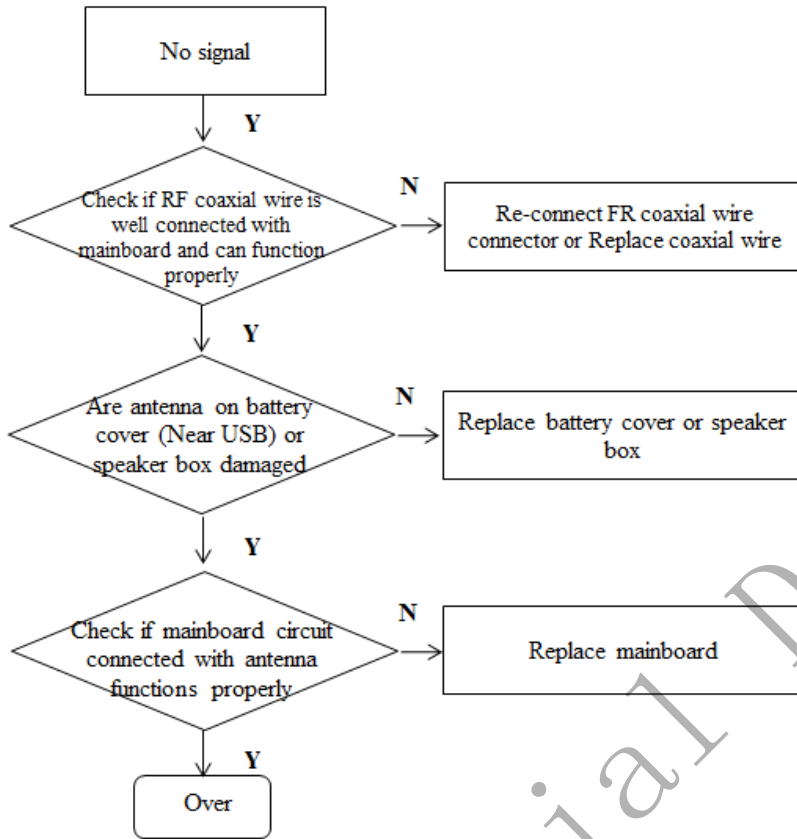 No signal
Y
Check if RF coaxial wire is
well connected with
mainboard and can function
properly
N
Re-connect FR coaxial wire
connector or Replace coaxial wire
Y
Are antenna on battery
cover (Near USB) or
speaker box damaged
N
Replace battery cover or speaker
box
Y
Check if mainboard circuit
connected with antenna
functions properly
N
Replace mainboard
Y
Over